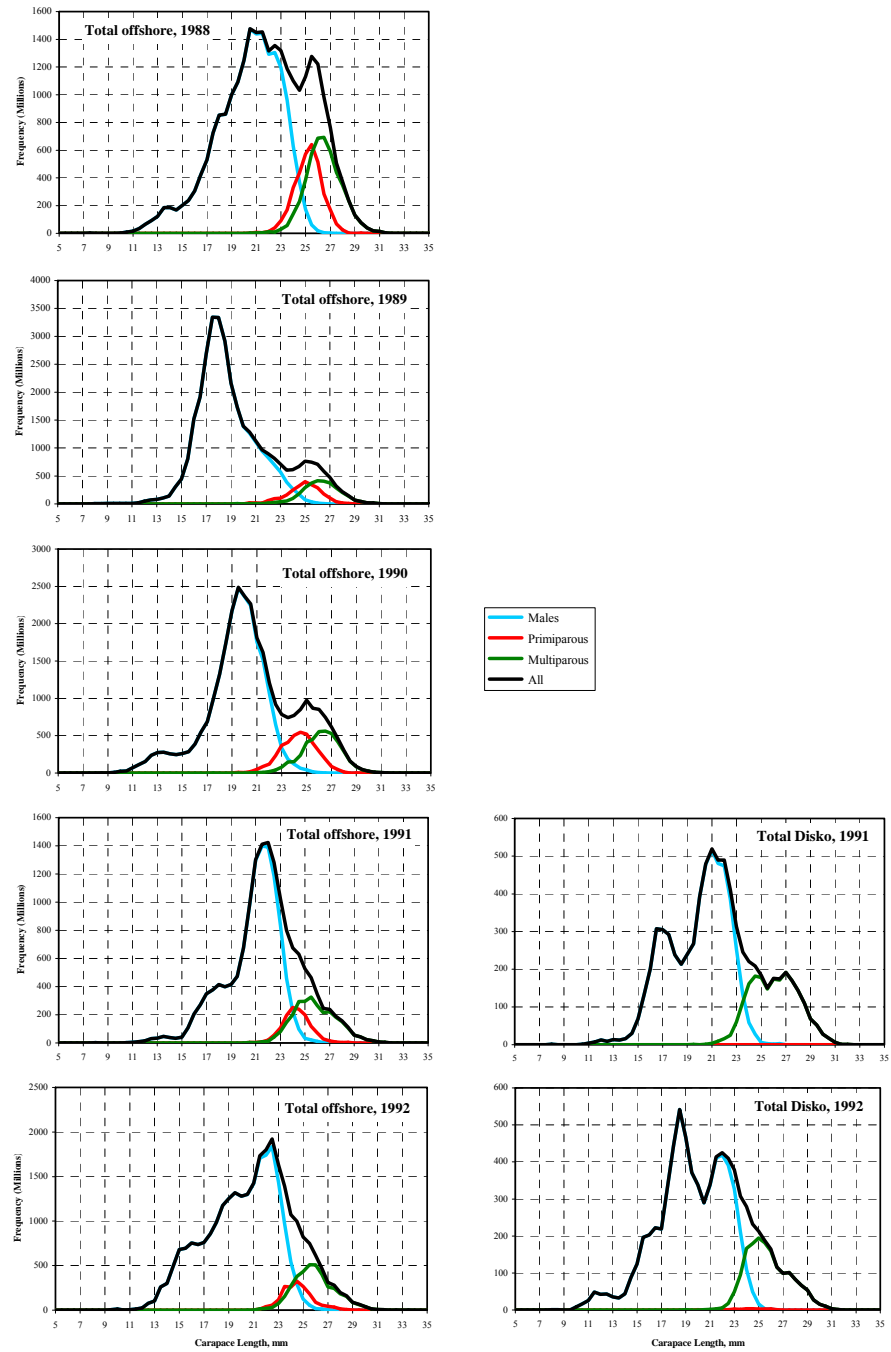 Total offshore, 1988
Frequency (Millions)
1600
1400
1200
1000
800
600
400
200
0
5 7 9 11 13 15 17 19 21 23 25 27 29 31 33 35
Total offshore, 1989
Frequency (Millions)
4000
3500
3000
2500
2000
1500
1000
500
0
5 7 9 11 13 15 17 19 21 23 25 27 29 31 33 35
Total offshore, 1990
Frequency (Millions)
3000
2500
2000
1500
1000
500
0
5 7 9 11 13 15 17 19 21 23 25 27 29 31 33 35
Males
Primiparous
Multiparous
All
Total offshore, 1991
Frequency (Millions)
1600
1400
1200
1000
800
600
400
200
0
5 7 9 11 13 15 17 19 21 23 25 27 29 31 33 35
Total Disko, 1991
600
500
400
300
200
100
0
5 7 9 11 13 15 17 19 21 23 25 27 29 31 33 35
Total offshore, 1992
Frequency (Millions)
2500
2000
1500
1000
500
0
5 7 9 11 13 15 17 19 21 23 25 27 29 31 33 35
Carapace Length, mm
Total Disko, 1992
600
500
400
300
200
100
0
5 7 9 11 13 15 17 19 21 23 25 27 29 31 33 35
Carapace Length, mm